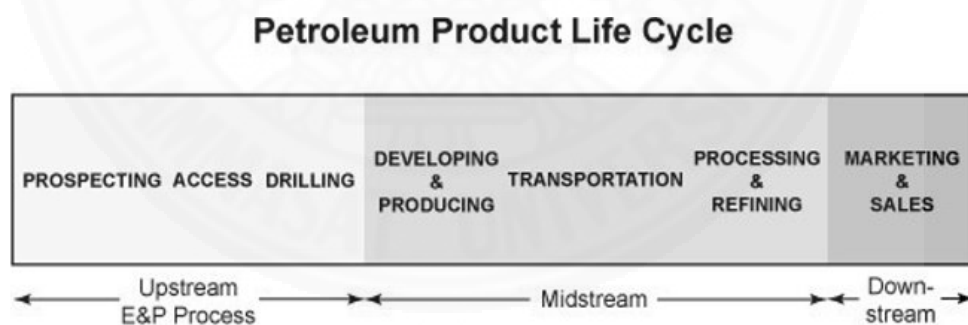 Petroleum Product Life Cycle
PROSPECTING ACCESS DRILLING
DEVELOPING
&
PRODUCING
TRANSPORTATION
PROCESSING
&
REFINING
MARKETING
&
SALES
Upstream
E&P Process
Midstream
Down-
stream